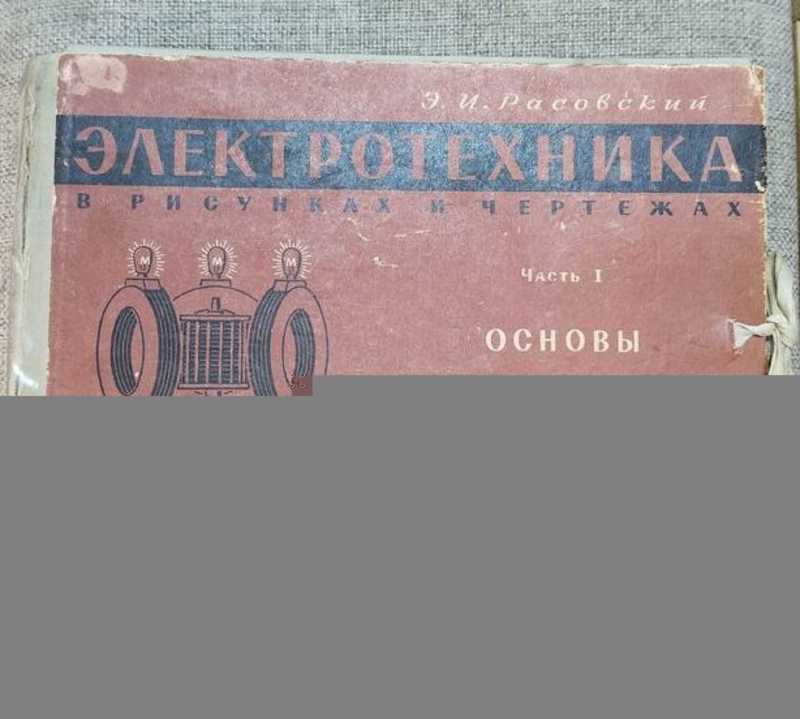 Э. И. Расовский
ЭЛЕКТРОТЕХНИКА
В РИСУНКАХ И ЧЕРТЕЖАХ
М М М
Часть I
ОСНОВЫ